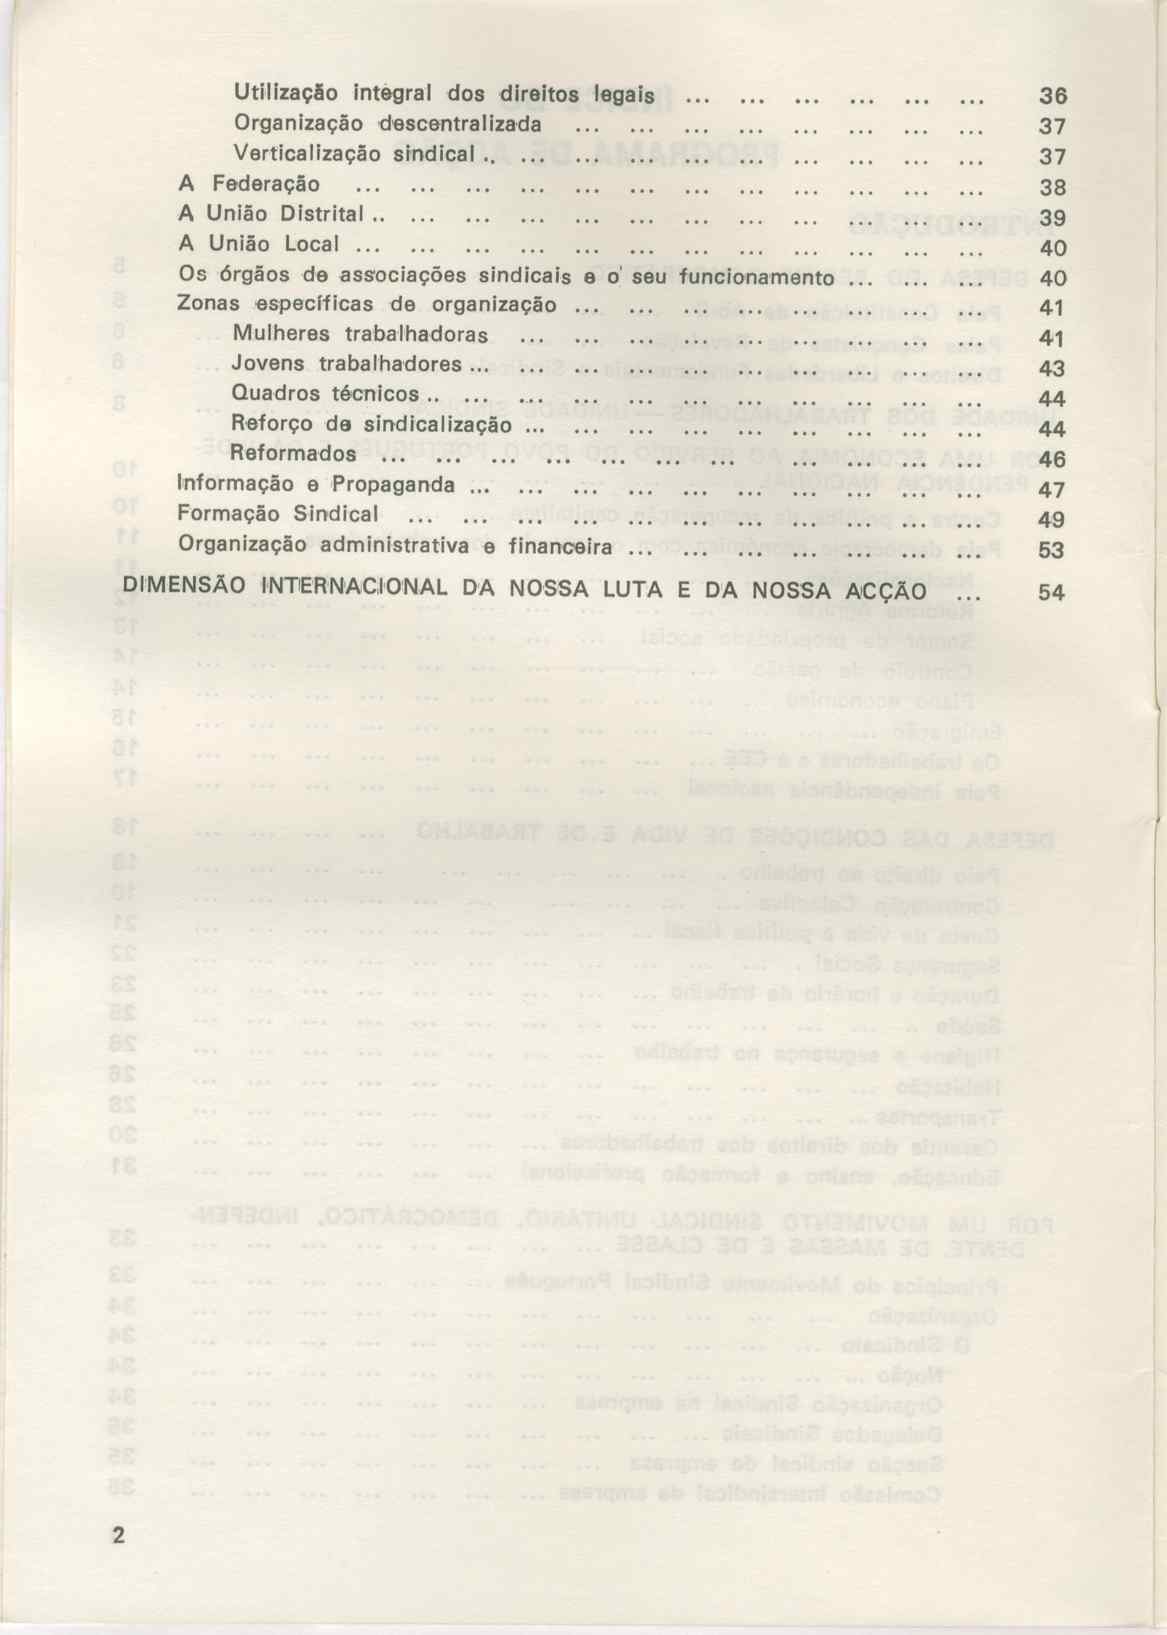 Utilização integral dos direitos legais ... ... ... ... ... ... 36
Organização descentralizada ... ... ... ... ... ... ... ... 37
Verticalização sindical .. ... ... ... ... ... ... ... ... ... 37
A Federação ... ... ... ... ... ... ... ... ... ... ... ... 38
A União Distrital .. ... ... ... ... ... ... ... ... ... ... ... 39
A União Local ... ... ... ... ... ... ... ... ... ... ... ... 40
Os órgãos de associações sindicais e o seu funcionamento ... ... ... 40
Zonas específicas de organização ... ... ... ... ... ... ... ... 41
Mulheres trabalhadoras ... ... ... ... ... ... ... ... ... 41
Jovens trabalhadores ... ... ... ... ... ... ... ... ... ... 43
Quadros técnicos .. ... ... ... ... ... ... ... ... ... ... 44
Reforço de sindicalização ... ... ... ... ... ... ... ... ... 44
Reformados ... ... ... ... ... ... ... ... ... ... ... 46
Informação e Propaganda ... ... ... ... ... ... ... ... ... ... 47
Formação Sindical ... ... ... ... ... ... ... ... ... ... ... 49
Organização administrativa e financeira ... ... ... ... ... ... ... 53
DIMENSÃO INTERNACIONAL DA NOSSA LUTA E DA NOSSA ACÇÃO ... 54
2